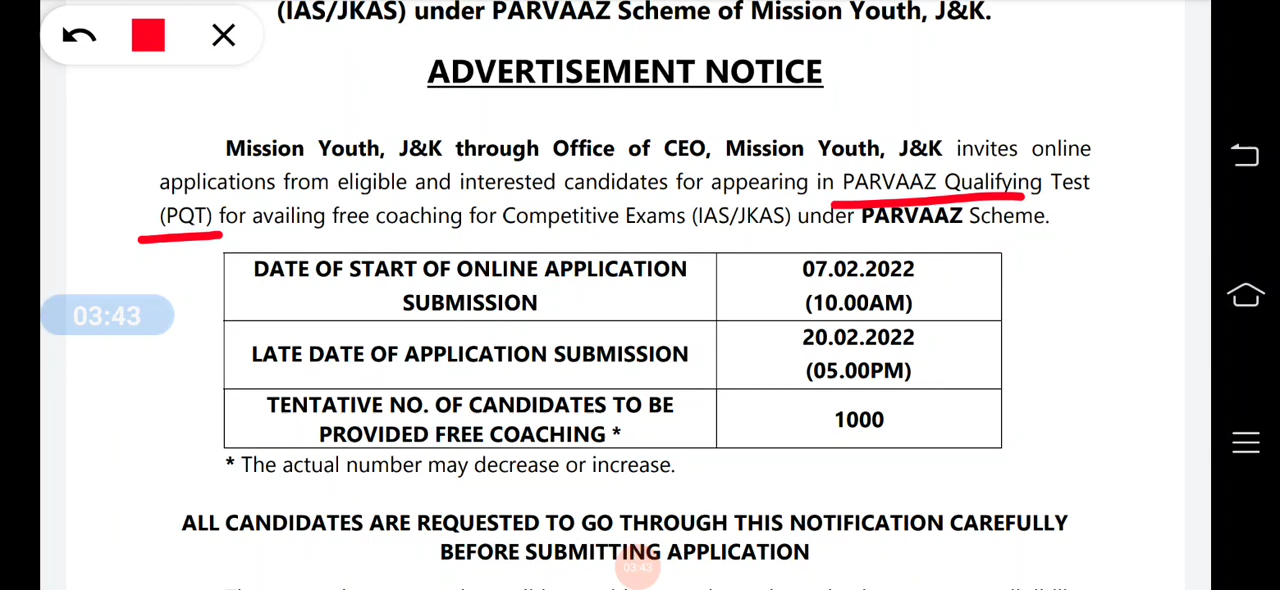 (IAS/JKAS) under PARVAAZ Scheme of Mission Youth, J&K.
ADVERTISEMENT NOTICE
Mission Youth, J&K through Office of CEO, Mission Youth, J&K invites online
applications from eligible and interested candidates for appearing in PARVAAZ Qualifying Test
(PQT) for availing free coaching for Competitive Exams (IAS/JKAS) under PARVAAZ Scheme.
DATE OF START OF ONLINE APPLICATION
SUBMISSION
07.02.2022
(10.00AM)
LATE DATE OF APPLICATION SUBMISSION
20.02.2022
(05.00PM)
TENTATIVE NO. OF CANDIDATES TO BE
PROVIDED FREE COACHING *
1000
* The actual number may decrease or increase.
ALL CANDIDATES ARE REQUESTED TO GO THROUGH THIS NOTIFICATION CAREFULLY
BEFORE SUBMITTING APPLICATION
03:43
03:43